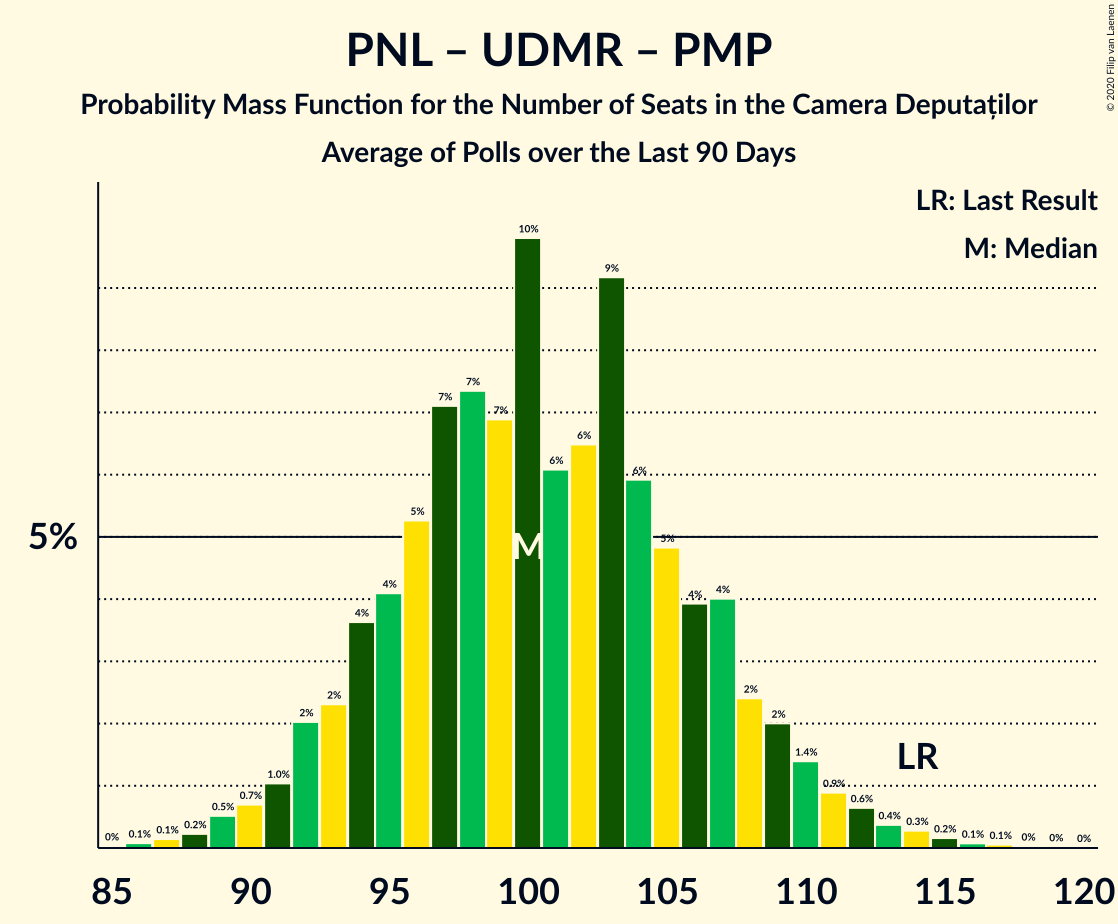 PNL – UDMR – PMP
Probability Mass Function for the Number of Seats in the Camera Deputaților
Average of Polls over the Last 90 Days
© 2020 Filip van Laenen
LR: Last Result
M: Median
5%
0% 0.1% 0.1% 0.2% 0.5% 0.7% 1.0% 2% 2% 4% 4% 5% 7% 7% 7% 10% 6% 6% 9% 6% 5% 4% 4% 2% 2% 1.4% 0.9% 0.6% 0.4% 0.3% 0.2% 0.1% 0.1% 0% 0% 0%
M
LR
85 90 95 100 105 110 115 120